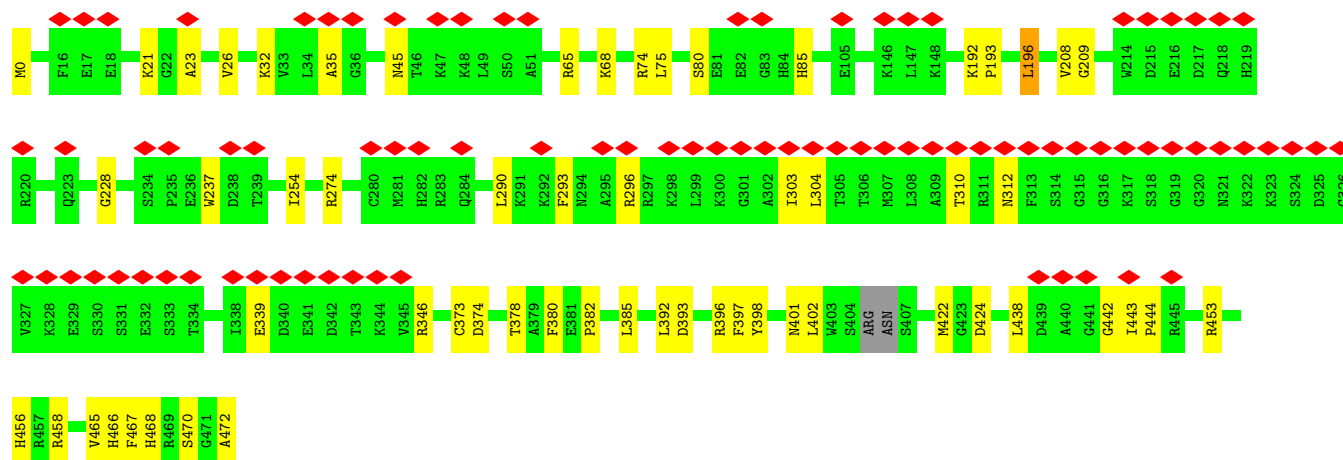 M0 F16 E17 E18 K21 G22 A23 V26 K32 V33 L34 A35 G36 N45 T46 K47 K48 L49 S50 A51 R65 K68 R74 L75 S80 E81 E82 G83 H84 H85 E105 K146 L147 K148 K192 P193 L196 V208 G209 W214 D215 E216 D217 Q218 H219
R220 Q223 G228 S234 P235 E236 W237 D238 T239 I254 R274 C280 M281 H282 R283 Q284 L290 K291 K292 F293 N294 A295 R296 R297 K298 L299 K300 G301 A302 I303 L304 T305 T306 M307 L308 A309 T310 R311 N312 F313 S314 G315 G316 K317 S318 G319 G320 N321 K322 K323 S324 D325
V327 K328 E329 S330 S331 E332 S333 T334 I338 E339 D340 E341 D342 T343 K344 V345 R346 C373 D374 T378 A379 F380 E381 P382 L385 L392 D393 R396 F397 Y398 N401 L402 W403 S404 ARG ASN S407 M422 G423 D424 L438 D439 A440 G441 G442 I443 P444 R445 R453
H456 R457 R458 V465 H466 F467 H468 R469 S470 G471 A472